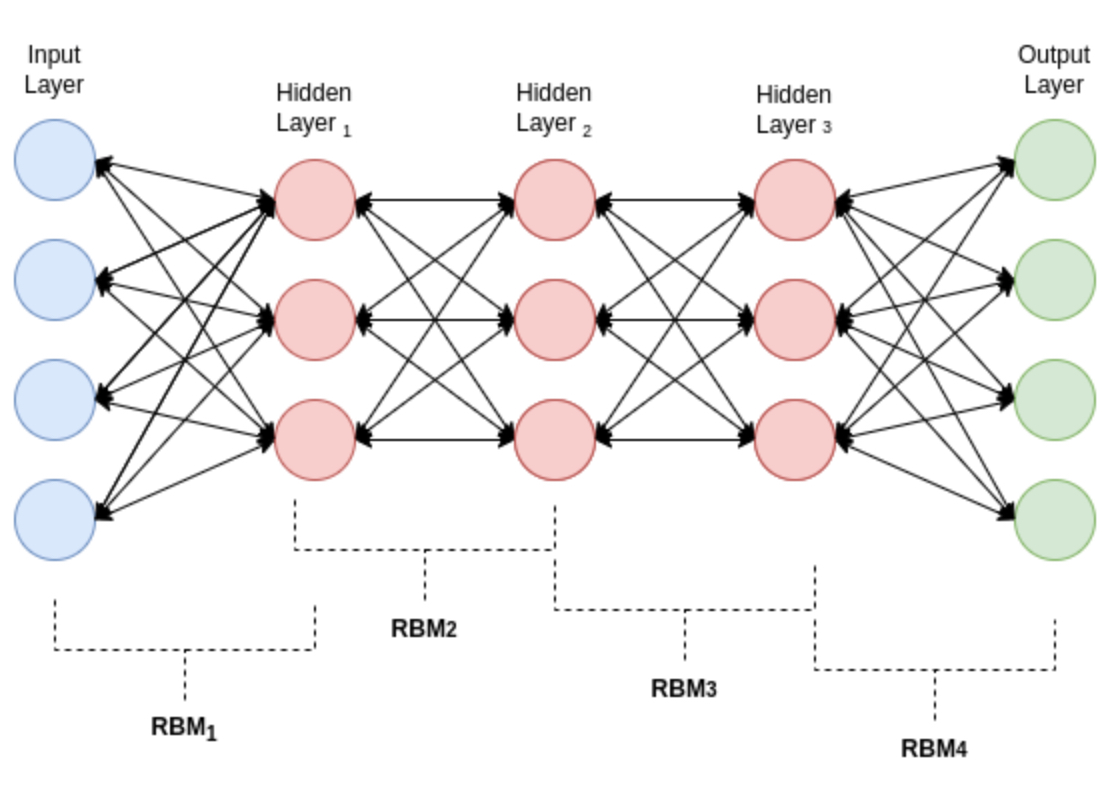 Input
Layer
Hidden
Layer 1
Hidden
Layer 2
Hidden
Layer 3
Output
Layer
RBM1
RBM2
RBM3
RBM4